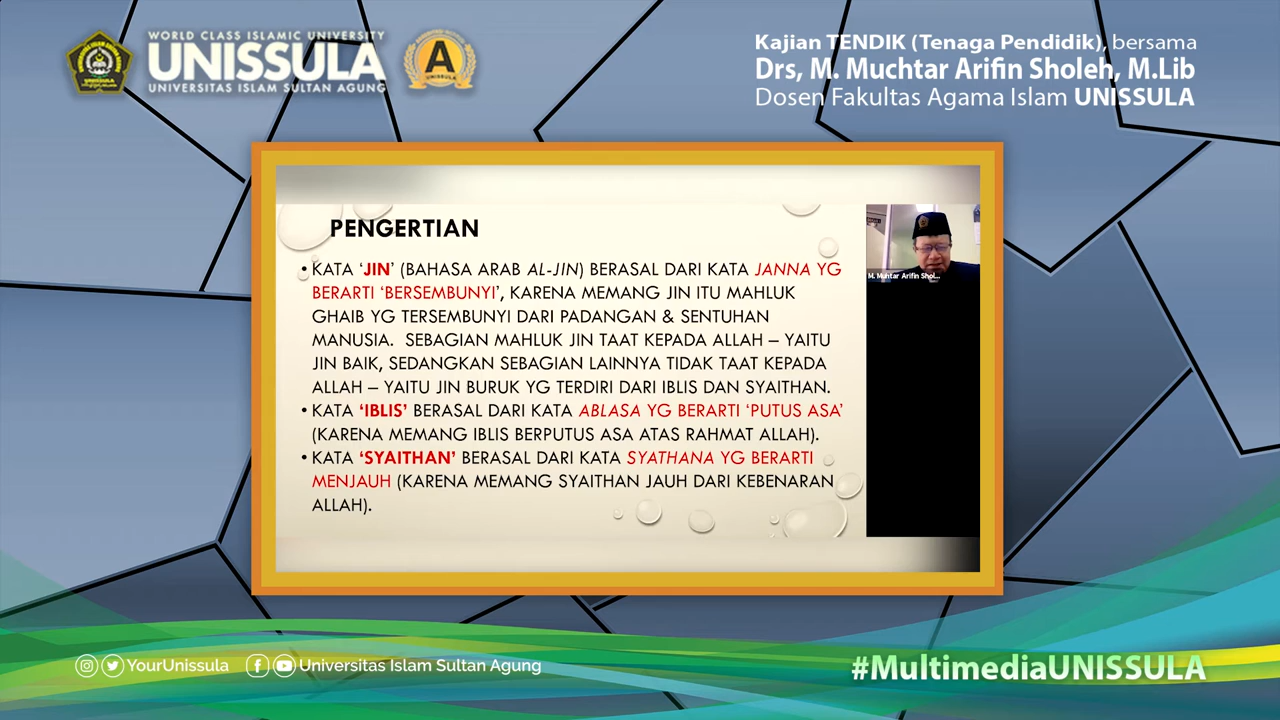 WORLD CLASS ISLAMIC UNIVERSITY
UNISSULA
UNIVERSITAS ISLAM SULTAN AGUNG
A
UNISSULA
Kajian TENDIK (Tenaga Pendidik), bersama
Drs, M. Muchtar Arifin Sholeh, M.Lib
Dosen Fakultas Agama Islam UNISSULA
PENGERTIAN
• KATA ‘JIN’ (BAHASA ARAB AL-JIN) BERASAL DARI KATA JANNA YG
BERARTI ‘BERSEMBUNYI’, KARENA MEMANG JIN ITU MAHLUK
GHAIB YG TERSEMBUNYI DARI PADANGAN & SENTUHAN
MANUSIA. SEBAGIAN MAHLUK JIN TAAT KEPADA ALLAH – YAITU
JIN BAIK, SEDANGKAN SEBAGIAN LAINNYA TIDAK TAAT KEPADA
ALLAH – YAITU JIN BURUK YG TERDIRI DARI IBLIS DAN SYAITHAN.
• KATA ‘IBLIS’ BERASAL DARI KATA ABLASA YG BERARTI ‘PUTUS ASA’
(KARENA MEMANG IBLIS BERPUTUS ASA ATAS RAHMAT ALLAH).
• KATA ‘SYAITHAN’ BERASAL DARI KATA SYATHANA YG BERARTI
MENJAUH (KARENA MEMANG SYAITHAN JAUH DARI KEBENARAN
ALLAH).
M. Muhtar Arifin Shol...
YourUnissula
Universitas Islam Sultan Agung
#MultimediaUNISSULA